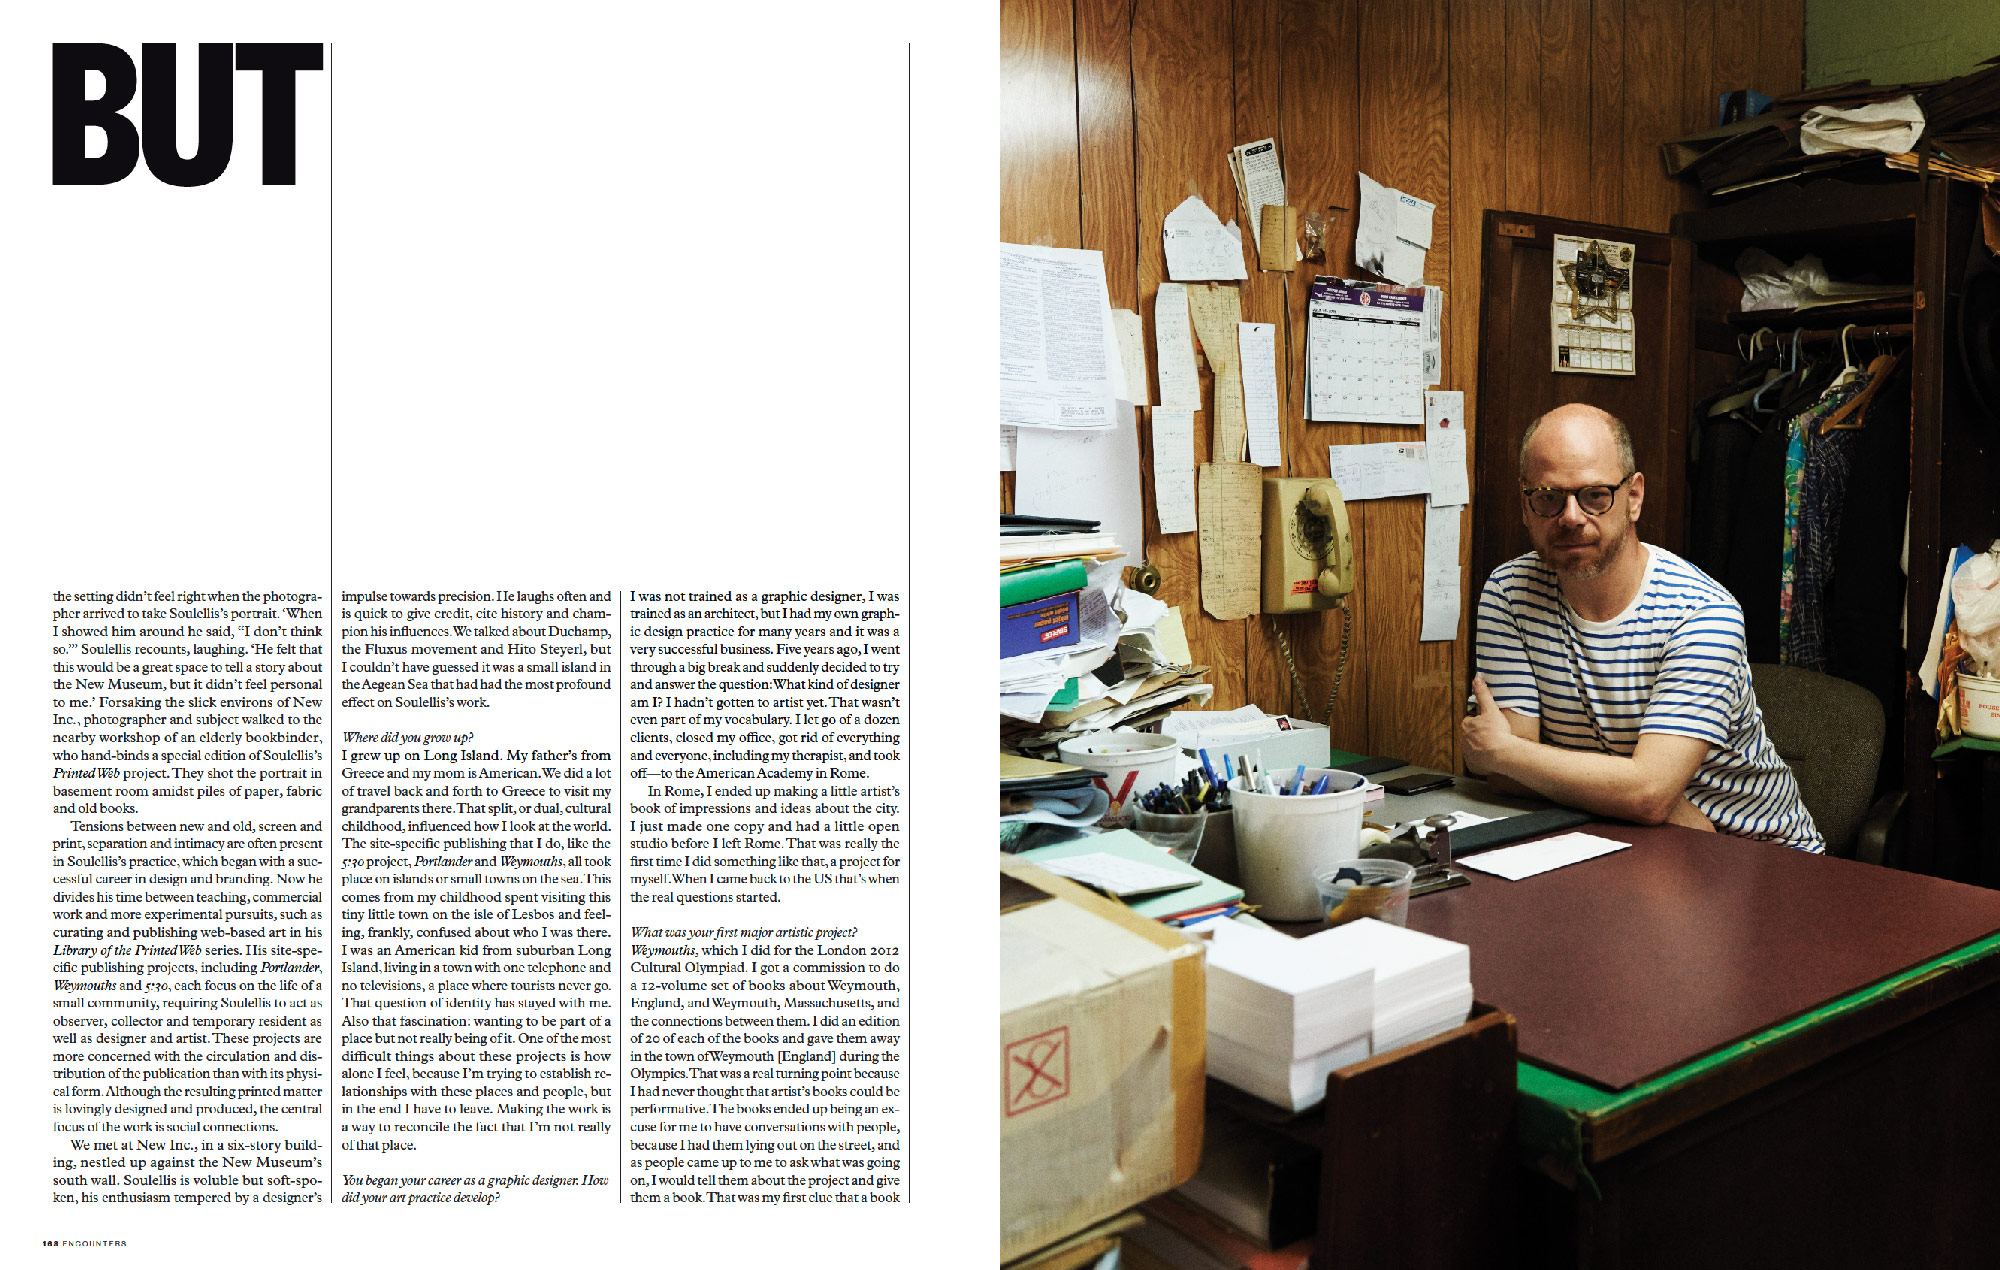 BUT
the setting didn't feel right when the photogra-
pher arrived to take Soulellis's portrait. ‘When
I showed him around he said, “I don't think
so.”’ Soulellis recounts, laughing. ‘He felt that
this would be a great space to tell a story about
the New Museum, but it didn't feel personal
to me.’ Forsaking the slick environs of New
Inc., photographer and subject walked to the
nearby workshop of an elderly bookbinder,
who hand-binds a special edition of Soulellis's
Printed Web project. They shot the portrait in
basement room amidst piles of paper, fabric
and old books.
Tensions between new and old, screen and
print, separation and intimacy are often present
in Soulellis's practice, which began with a suc-
cessful career in design and branding. Now he
divides his time between teaching, commercial
work and more experimental pursuits, such as
curating and publishing web-based art in his
Library of the Printed Web series. His site-spe-
cific publishing projects, including Portlander,
Weymouths and 5:30, each focus on the life of a
small community, requiring Soulellis to act as
observer, collector and temporary resident as
well as designer and artist. These projects are
more concerned with the circulation and dis-
tribution of the publication than with its physi-
cal form. Although the resulting printed matter
is lovingly designed and produced, the central
focus of the work is social connections.
We met at New Inc., in a six-story build-
ing, nestled up against the New Museum's
south wall. Soulellis is voluble but soft-spo-
ken, his enthusiasm tempered by a designer's
impulse towards precision. He laughs often and
is quick to give credit, cite history and cham-
pion his influences. We talked about Duchamp,
the Fluxus movement and Hito Steyerl, but
I couldn't have guessed it was a small island in
the Aegean Sea that had had the most profound
effect on Soulellis's work.
Where did you grow up?
I grew up on Long Island. My father's from
Greece and my mom is American. We did a lot
of travel back and forth to Greece to visit my
grandparents there. That split, or dual, cultural
childhood, influenced how I look at the world.
The site-specific publishing that I do, like the
5:30 project, Portlander and Weymouths, all took
place on islands or small towns on the sea. This
comes from my childhood spent visiting this
tiny little town on the isle of Lesbos and feel-
ing, frankly, confused about who I was there.
I was an American kid from suburban Long
Island, living in a town with one telephone and
no televisions, a place where tourists never go.
That question of identity has stayed with me.
Also that fascination: wanting to be part of a
place but not really being of it. One of the most
difficult things about these projects is how
alone I feel, because I'm trying to establish re-
lationships with these places and people, but
in the end I have to leave. Making the work is
a way to reconcile the fact that I'm not really
of that place.
You began your career as a graphic designer. How
did your art practice develop?
I was not trained as a graphic designer, I was
trained as an architect, but I had my own graph-
ic design practice for many years and it was a
very successful business. Five years ago, I went
through a big break and suddenly decided to try
and answer the question: What kind of designer
am I? I hadn't gotten to artist yet. That wasn't
even part of my vocabulary. I let go of a dozen
clients, closed my office, got rid of everything
and everyone, including my therapist, and took
off—to the American Academy in Rome.
In Rome, I ended up making a little artist's
book of impressions and ideas about the city.
I just made one copy and had a little open
studio before I left Rome. That was really the
first time I did something like that, a project for
myself. When I came back to the US that's when
the real questions started.
What was your first major artistic project?
Weymouths, which I did for the London 2012
Cultural Olympiad. I got a commission to do
a 12-volume set of books about Weymouth,
England, and Weymouth, Massachusetts, and
the connections between them. I did an edition
of 20 of each of the books and gave them away
in the town of Weymouth [England] during the
Olympics. That was a real turning point because
I had never thought that artist's books could be
performative. The books ended up being an ex-
cuse for me to have conversations with people,
because I had them lying out on the street, and
as people came up to me to ask what was going
on, I would tell them about the project and give
them a book. That was my first clue that a book
168 ENCOUNTERS
STAPLES